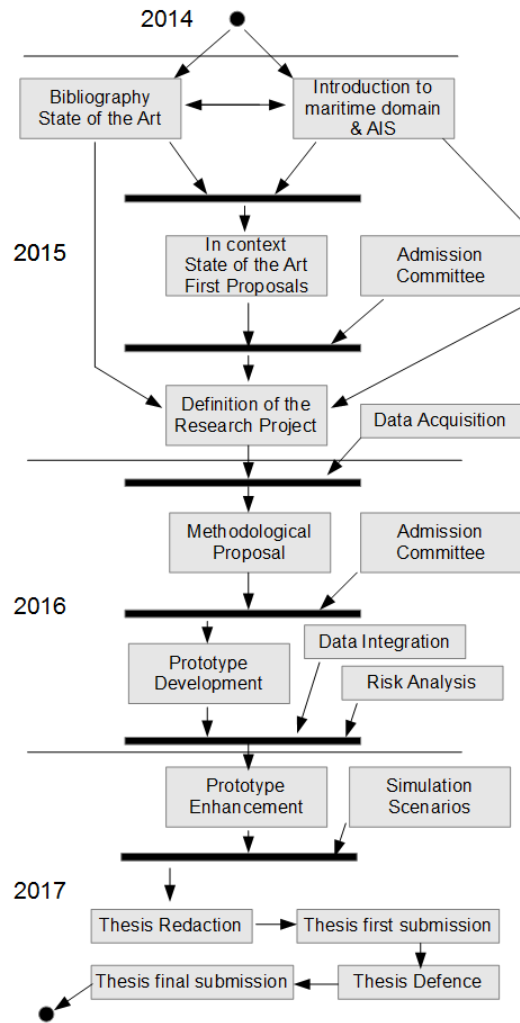 2014
Bibliography
State of the Art
Introduction to
maritime domain
& AIS
2015
In context
State of the Art
First Proposals
Admission
Committee
Definition of the
Research Project
Data Acquisition
Methodological
Proposal
Admission
Committee
2016
Data Integration
Prototype
Development
Risk Analysis
Prototype
Enhancement
Simulation
Scenarios
2017
Thesis Redaction
Thesis first submission
Thesis final submission
Thesis Defence